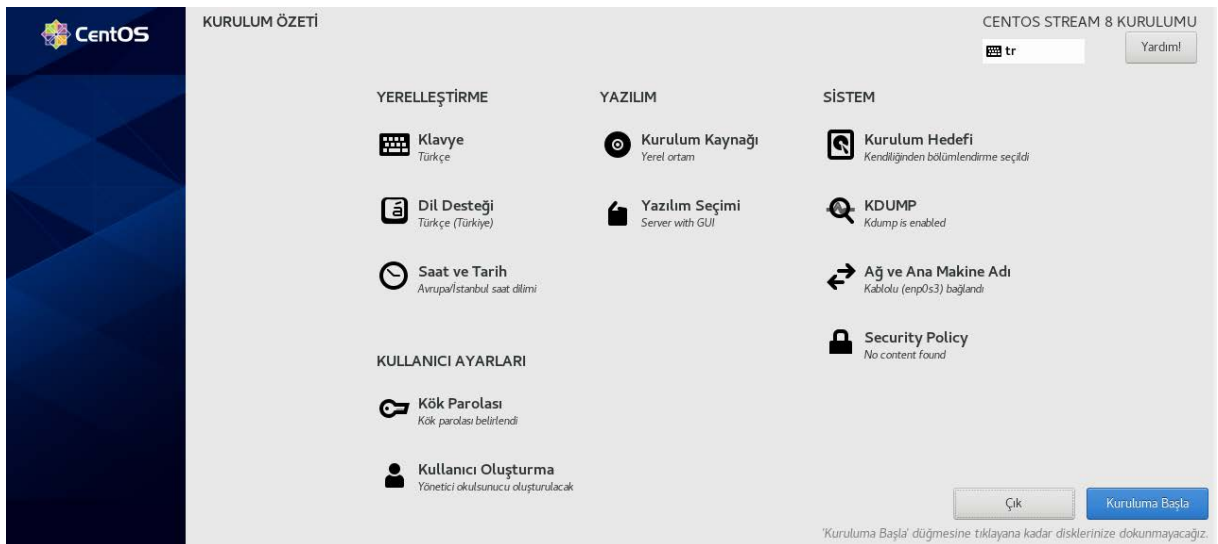 CentOS
KURULUM ÖZETİ
CENTOS STREAM 8 KURULUMU
tr
Yardım!
YERELLEŞTİRME
Klavye
Türkçe
Dil Desteği
Türkçe (Türkiye)
Saat ve Tarih
Avrupa/İstanbul saat dilimi
YAZILIM
Kurulum Kaynağı
Yerel ortam
Yazılım Seçimi
Server with GUI
SİSTEM
Kurulum Hedefi
Kendiliğinden bölümlendirme seçildi
KDUMP
Kdump is enabled
Ağ ve Ana Makine Adı
Kablolu (enp0s3) bağlandı
Security Policy
No content found
KULLANICI AYARLARI
Kök Parolası
Kök parolası belirlendi
Kullanıcı Oluşturma
Yönetici okulsunucu oluşturulacak
Çık
Kuruluma Başla
'Kuruluma Başla' düğmesine tıklayana kadar disklerinize dokunmayacağız.